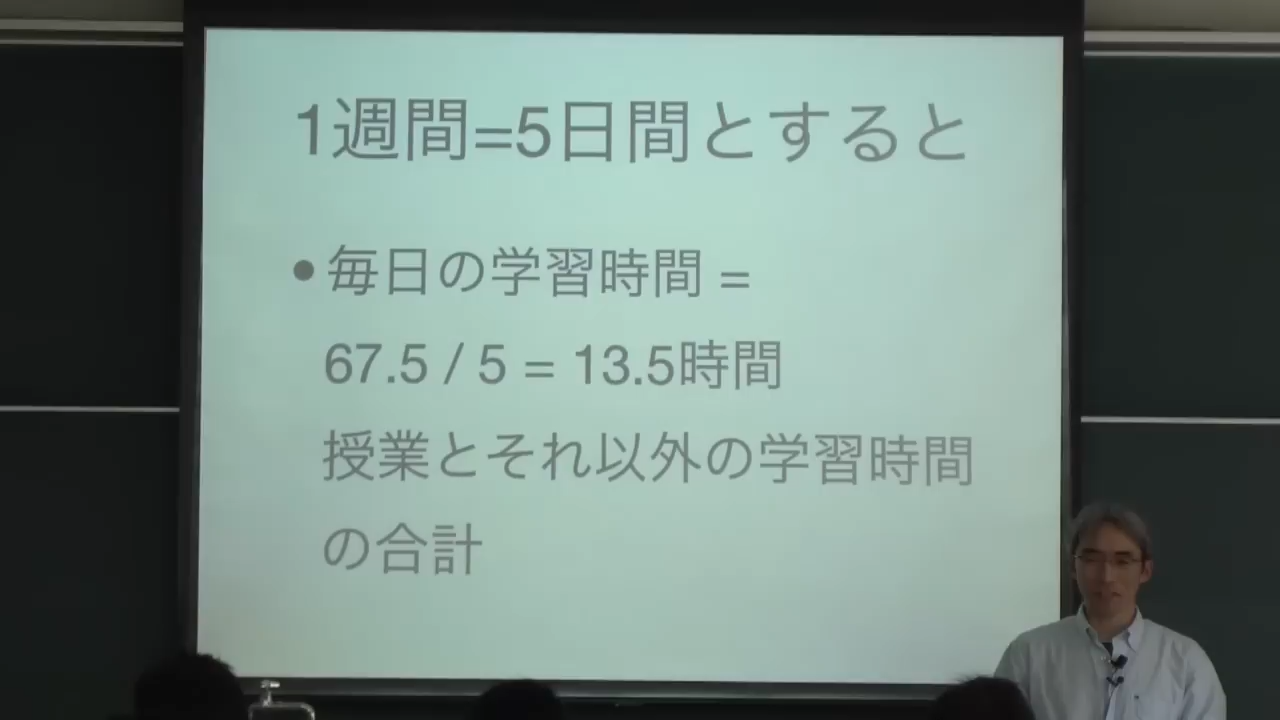 1週間=5日間とすると
•毎日の学習時間 =
67.5 / 5 = 13.5時間
授業とそれ以外の学習時間
の合計